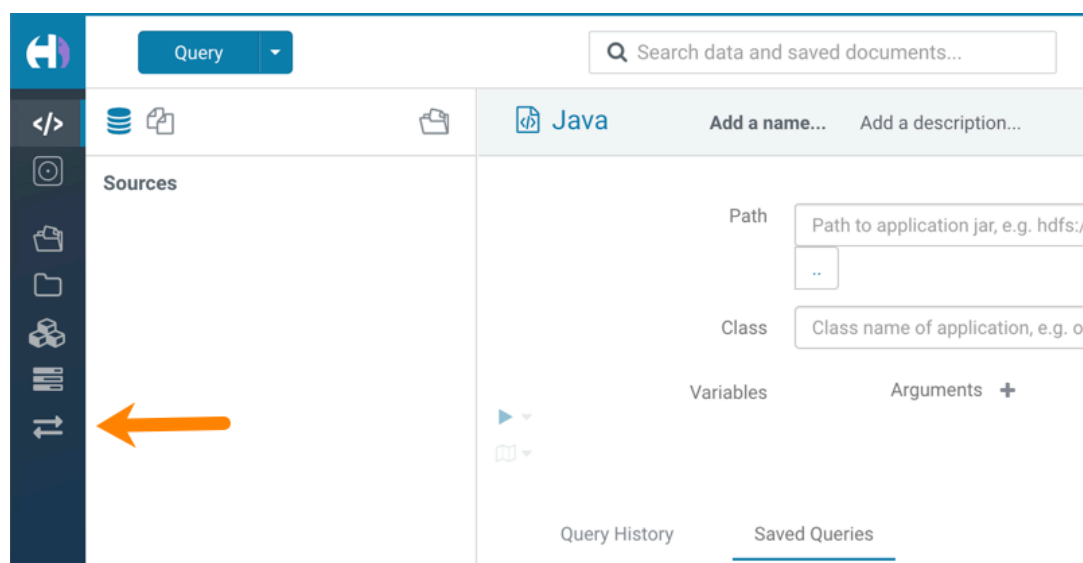 Query
Search data and saved documents...
Java
Add a name...
Add a description...
Sources
Path
Path to application jar, e.g. hdfs:/
..
Class
Class name of application, e.g. o
Variables
Arguments +
Query History
Saved Queries